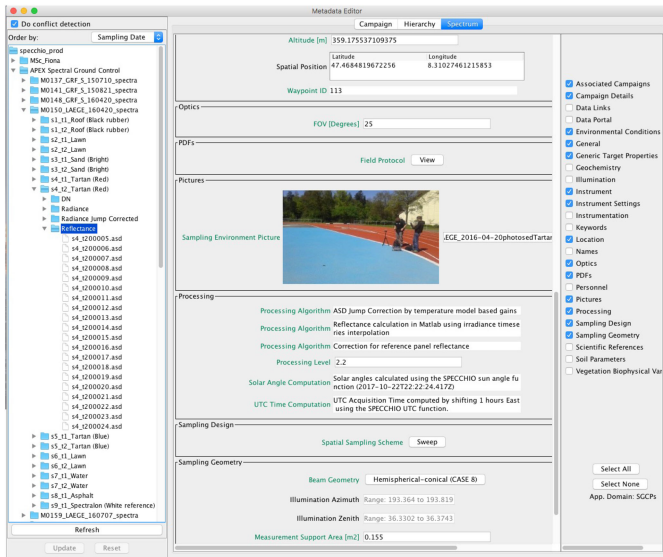 Metadata Editor
Do conflict detection
Order by:
Sampling Date
specchio_prod
MSc_Fiona
APEX Spectral Ground Control
M0137_GRF_S_150710_spectra
M0141_GRF_S_150821_spectra
M0148_GRF_S_160420_spectra
M0150_LAEGE_160420_spectra
s1_t1_Roof (Black rubber)
s1_t2_Roof (Black rubber)
s2_t1_Lawn
s2_t2_Lawn
s3_t1_Sand (Bright)
s3_t2_Sand (Bright)
s4_t1_Tartan (Red)
s4_t2_Tartan (Red)
DN
Radiance
Radiance Jump Corrected
Reflectance
s4_t200005.asd
s4_t200006.asd
s4_t200007.asd
s4_t200008.asd
s4_t200009.asd
s4_t200010.asd
s4_t200011.asd
s4_t200012.asd
s4_t200013.asd
s4_t200014.asd
s4_t200015.asd
s4_t200016.asd
s4_t200017.asd
s4_t200018.asd
s4_t200019.asd
s4_t200020.asd
s4_t200021.asd
s4_t200022.asd
s4_t200023.asd
s4_t200024.asd
s5_t1_Tartan (Blue)
s5_t2_Tartan (Blue)
s6_t1_Lawn
s6_t2_Lawn
s7_t1_Water
s7_t2_Water
s8_t1_Asphalt
s9_t1_Spectralon (White reference)
M0159_LAEGE_160707_spectra
Refresh
Update Reset
Campaign Hierarchy Spectrum
Altitude [m] 359.175537109375
Latitude Longitude
Spatial Position 47.4684819672256 8.31027461215853
Waypoint ID 113
Optics
FOV [Degrees] 25
PDFs
Field Protocol View
Pictures
Sampling Environment Picture .EGE_2016-04-20photosedTartar
Processing
Processing Algorithm ASD Jump Correction by temperature model based gains
Processing Algorithm Reflectance calculation in Matlab using irradiance timese
ries interpolation
Processing Algorithm Correction for reference panel reflectance
Processing Level 2.2
Solar Angle Computation Solar angles calculated using the SPECCHIO sun angle fu
nction (2017-10-22T22:22:24.417Z)
UTC Time Computation UTC Acquisition Time computed by shifting 1 hours East
using the SPECCHIO UTC function.
Sampling Design
Spatial Sampling Scheme Sweep
Sampling Geometry
Beam Geometry Hemispherical-conical (CASE 8)
Illumination Azimuth Range: 193.364 to 193.819
Illumination Zenith Range: 36.3302 to 36.3743
Measurement Support Area [m2] 0.155
Associated Campaigns
Campaign Details
Data Links
Data Portal
Environmental Conditions
General
Generic Target Properties
Geochemistry
Illumination
Instrument
Instrument Settings
Instrumentation
Keywords
Location
Names
Optics
PDFs
Personnel
Pictures
Processing
Sampling Design
Sampling Geometry
Scientific References
Soil Parameters
Vegetation Biophysical Var
Select All
Select None
App. Domain: SGCPs